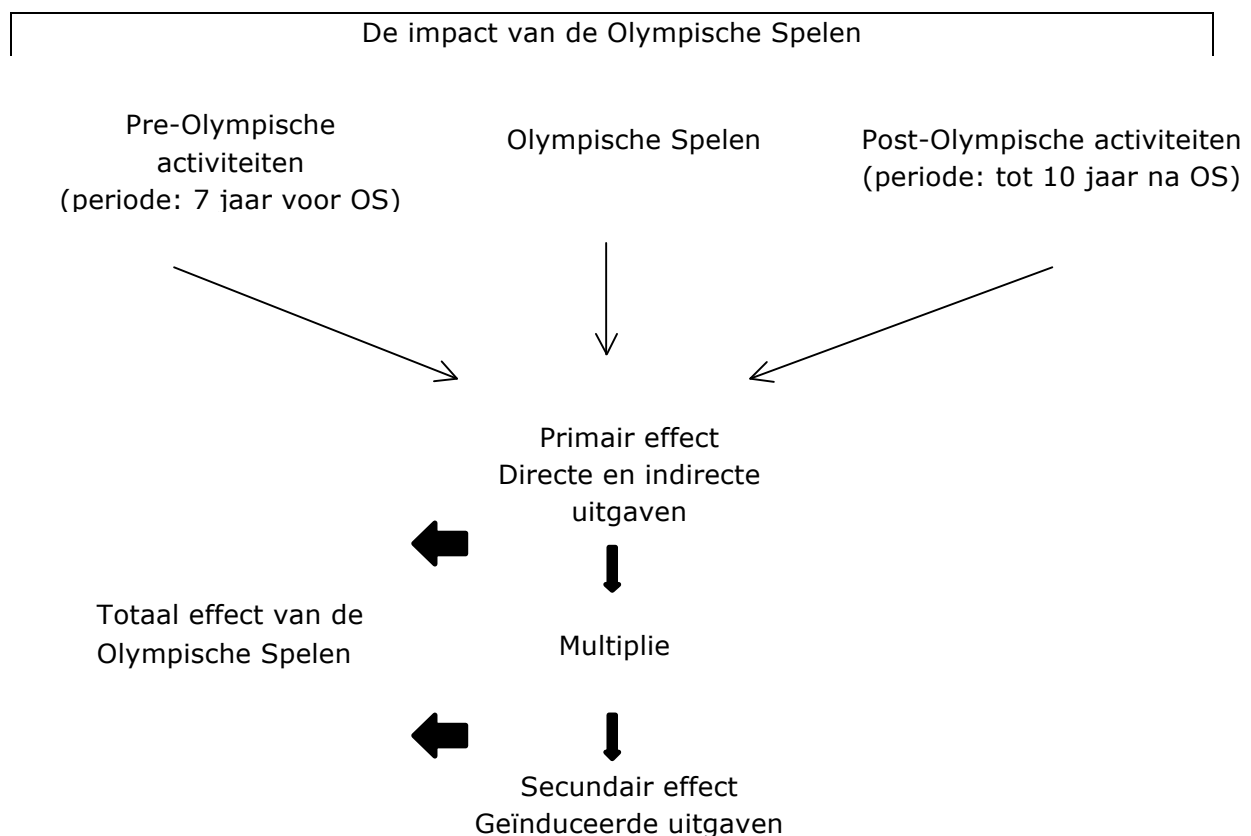 De impact van de Olympische Spelen
Pre-Olympische
activiteiten
(periode: 7 jaar voor OS)
Olympische Spelen
Post-Olympische activiteiten
(periode: tot 10 jaar na OS)
Primair effect
Directe en indirecte
uitgaven
Totaal effect van de
Olympische Spelen
Multiplie
Secundair effect
Geïnduceerde uitgaven